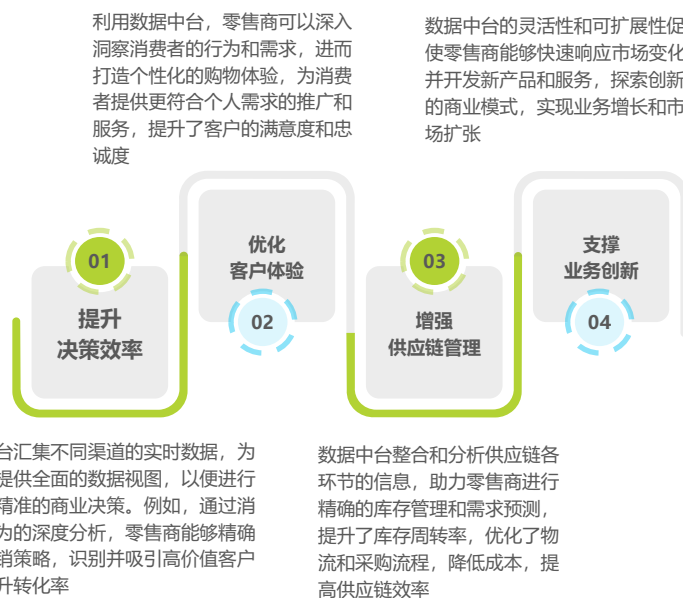 利用数据中台，零售商可以深入
洞察消费者的行为和需求，进而
打造个性化的购物体验，为消费
者提供更符合个人需求的推广和
服务，提升了客户的满意度和忠
诚度
数据中台的灵活性和可扩展性促
使零售商能够快速响应市场变化
并开发新产品和服务，探索创新
的商业模式，实现业务增长和市
场扩张
01
提升
决策效率
优化
客户体验
02
03
增强
供应链管理
支撑
业务创新
04
台汇集不同渠道的实时数据，为
提供全面的数据视图，以便进行
精准的商业决策。例如，通过消
为的深度分析，零售商能够精确
销策略，识别并吸引高价值客户
升转化率
数据中台整合和分析供应链各
环节的信息，助力零售商进行
精确的库存管理和需求预测，
提升了库存周转率，优化了物
流和采购流程，降低成本，提
高供应链效率